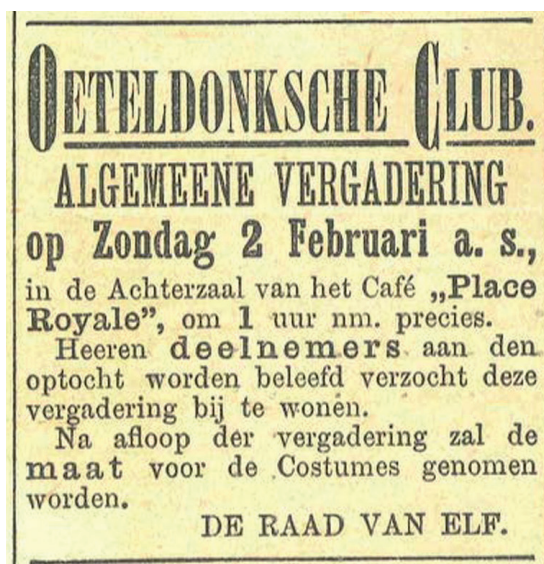 OETELDONKSCHE CLUB.
ALGEMEENE VERGADERING
op Zondag 2 Februari a. s.,
in de Achterzaal van het Café „Place
Royale”, om 1 uur nm. precies.
Heeren deelnemers aan den
optocht worden beleefd verzocht deze
vergadering bij te wonen.
Na afloop der vergadering zal de
maat voor de Costumes genomen
worden.
DE RAAD VAN ELF.